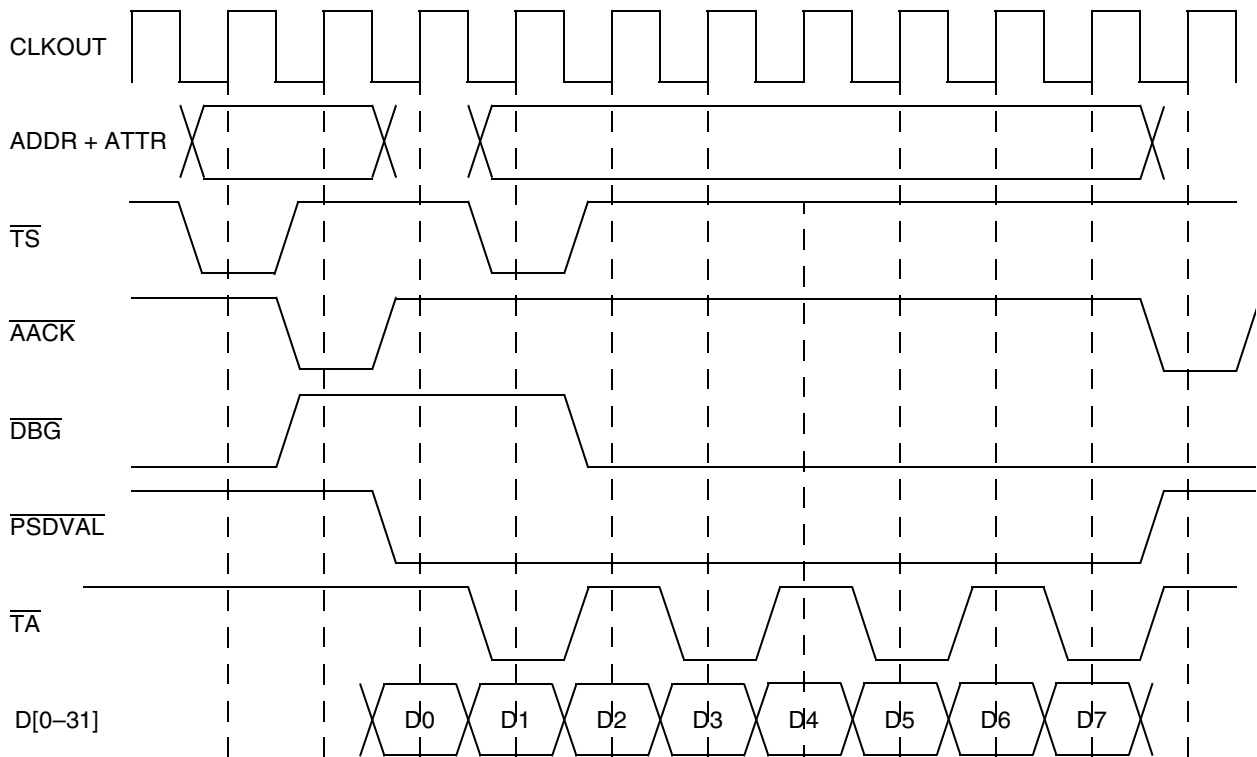 CLKOUT
ADDR + ATTR
TS
AACK
DBG
PSDVAL
TA
D[0–31]
D0 D1 D2 D3 D4 D5 D6 D7